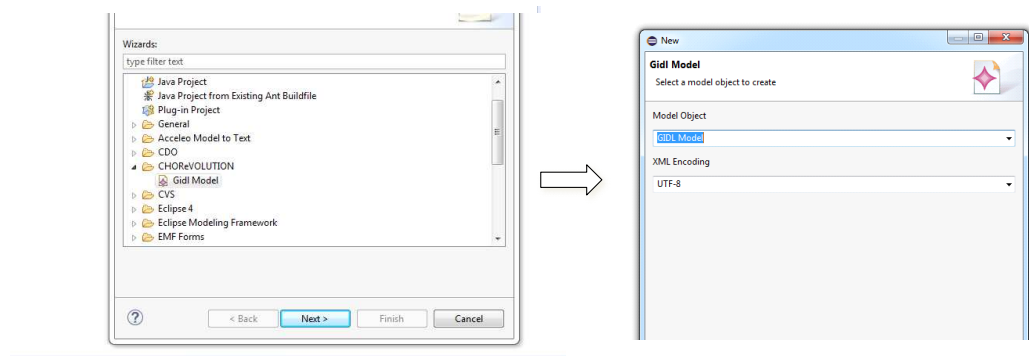 Wizards:
type filter text
Java Project
Java Project from Existing Ant Buildfile
Plug-in Project
General
Acceleo Model to Text
CDO
CHOReVOLUTION
Gidl Model
CVS
Eclipse 4
Eclipse Modeling Framework
EMF Forms
?
< Back
Next >
Finish
Cancel
New
Gidl Model
Select a model object to create
Model Object
GIDL Model
XML Encoding
UTF-8